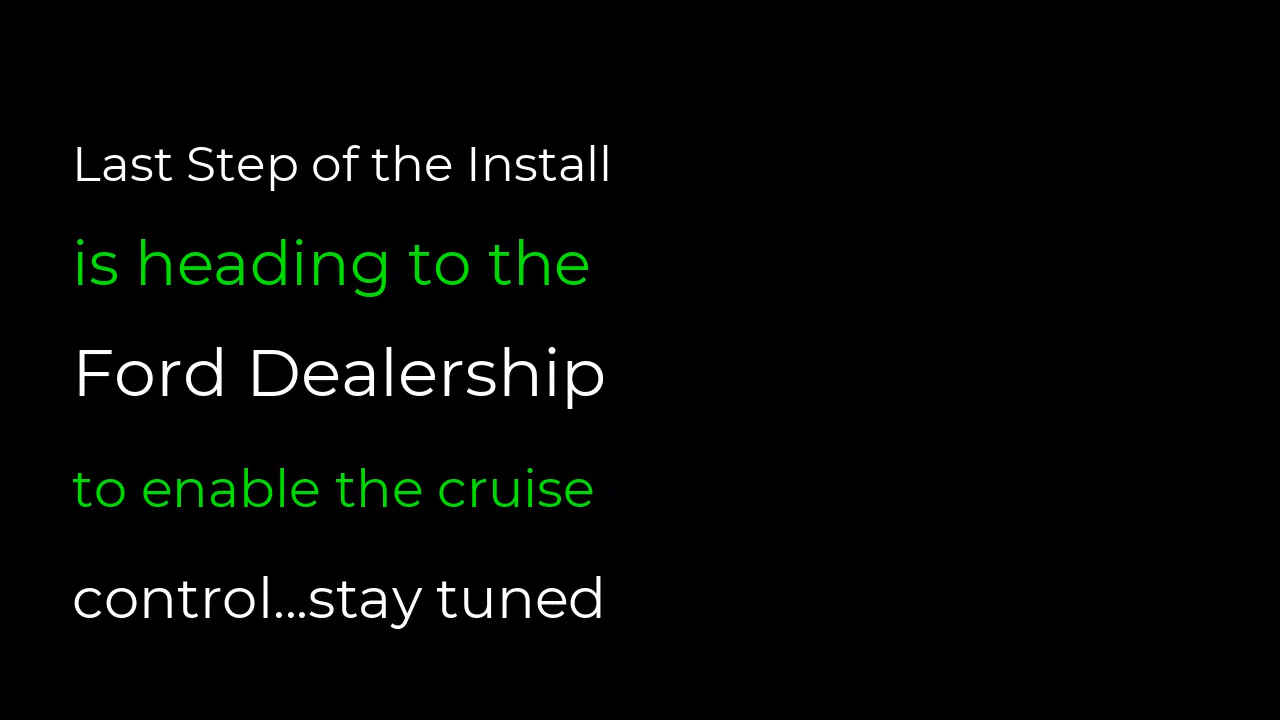 Last Step of the Install
is heading to the
Ford Dealership
to enable the cruise
control...stay tuned